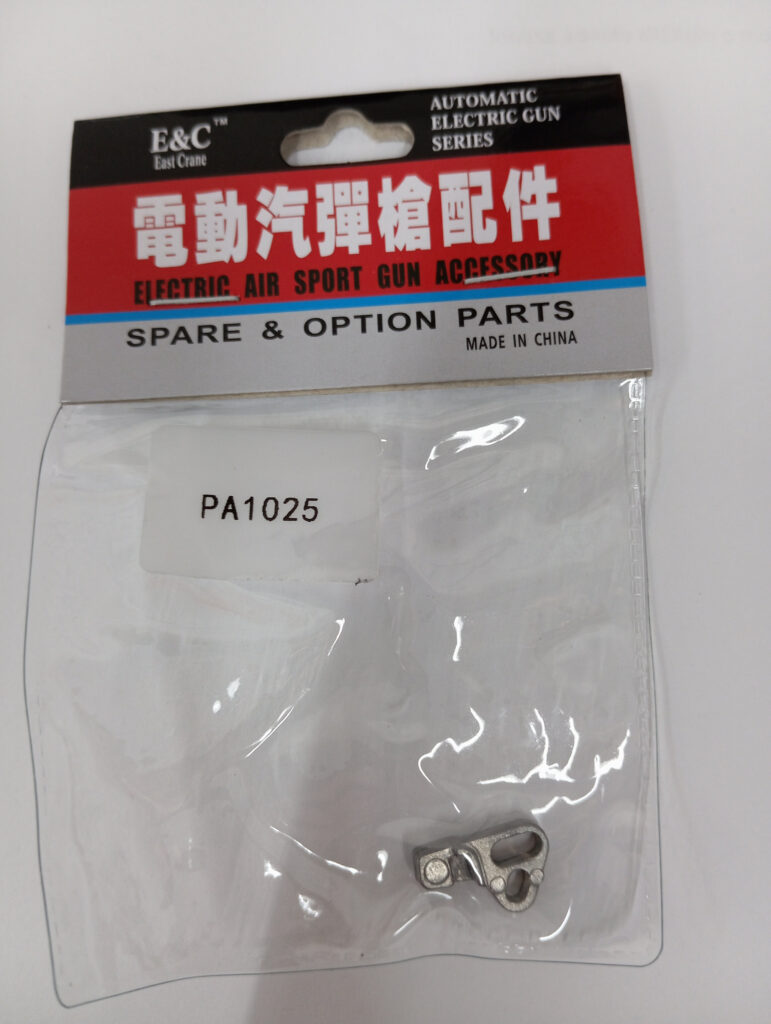 E&C™
East Crane
AUTOMATIC
ELECTRIC GUN
SERIES
電動汽彈槍配件
ELECTRIC AIR SPORT GUN ACCESSORY
SPARE & OPTION PARTS
MADE IN CHINA
PA1025